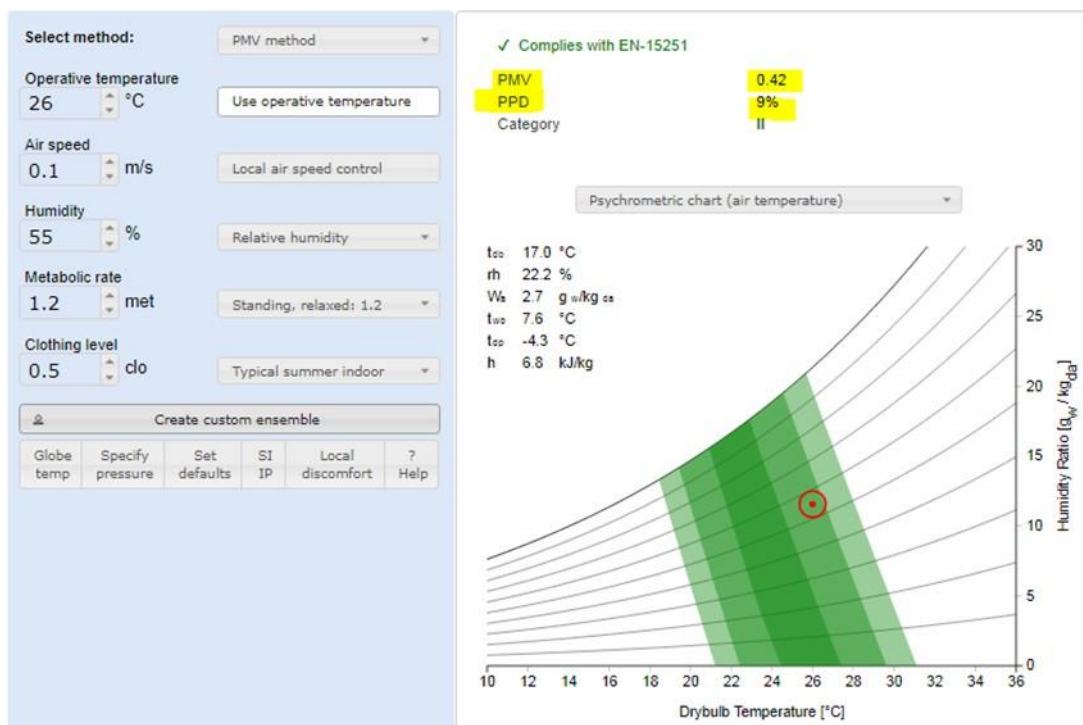 Select method:
PMV method
Operative temperature
26
°C
Use operative temperature
Air speed
0.1
m/s
Local air speed control
Humidity
55
%
Relative humidity
Metabolic rate
1.2
met
Standing, relaxed: 1.2
Clothing level
0.5
clo
Typical summer indoor
Create custom ensemble
Globe temp
Specify pressure
Set defaults
SI IP
Local discomfort
? Help
✓ Complies with EN-15251
PMV 0.42
PPD 9%
Category II
Psychrometric chart (air temperature)
t 17.0 °C
rh 22.2 %
W 2.7 g w/kg da
t 7.6 °C
t -4.3 °C
h 6.8 kJ/kg
30
25
20
15
10
5
0
Humidity Ratio [gw / kgda]
10 12 14 16 18 20 22 24 26 28 30 32 34 36
Drybulb Temperature [°C]